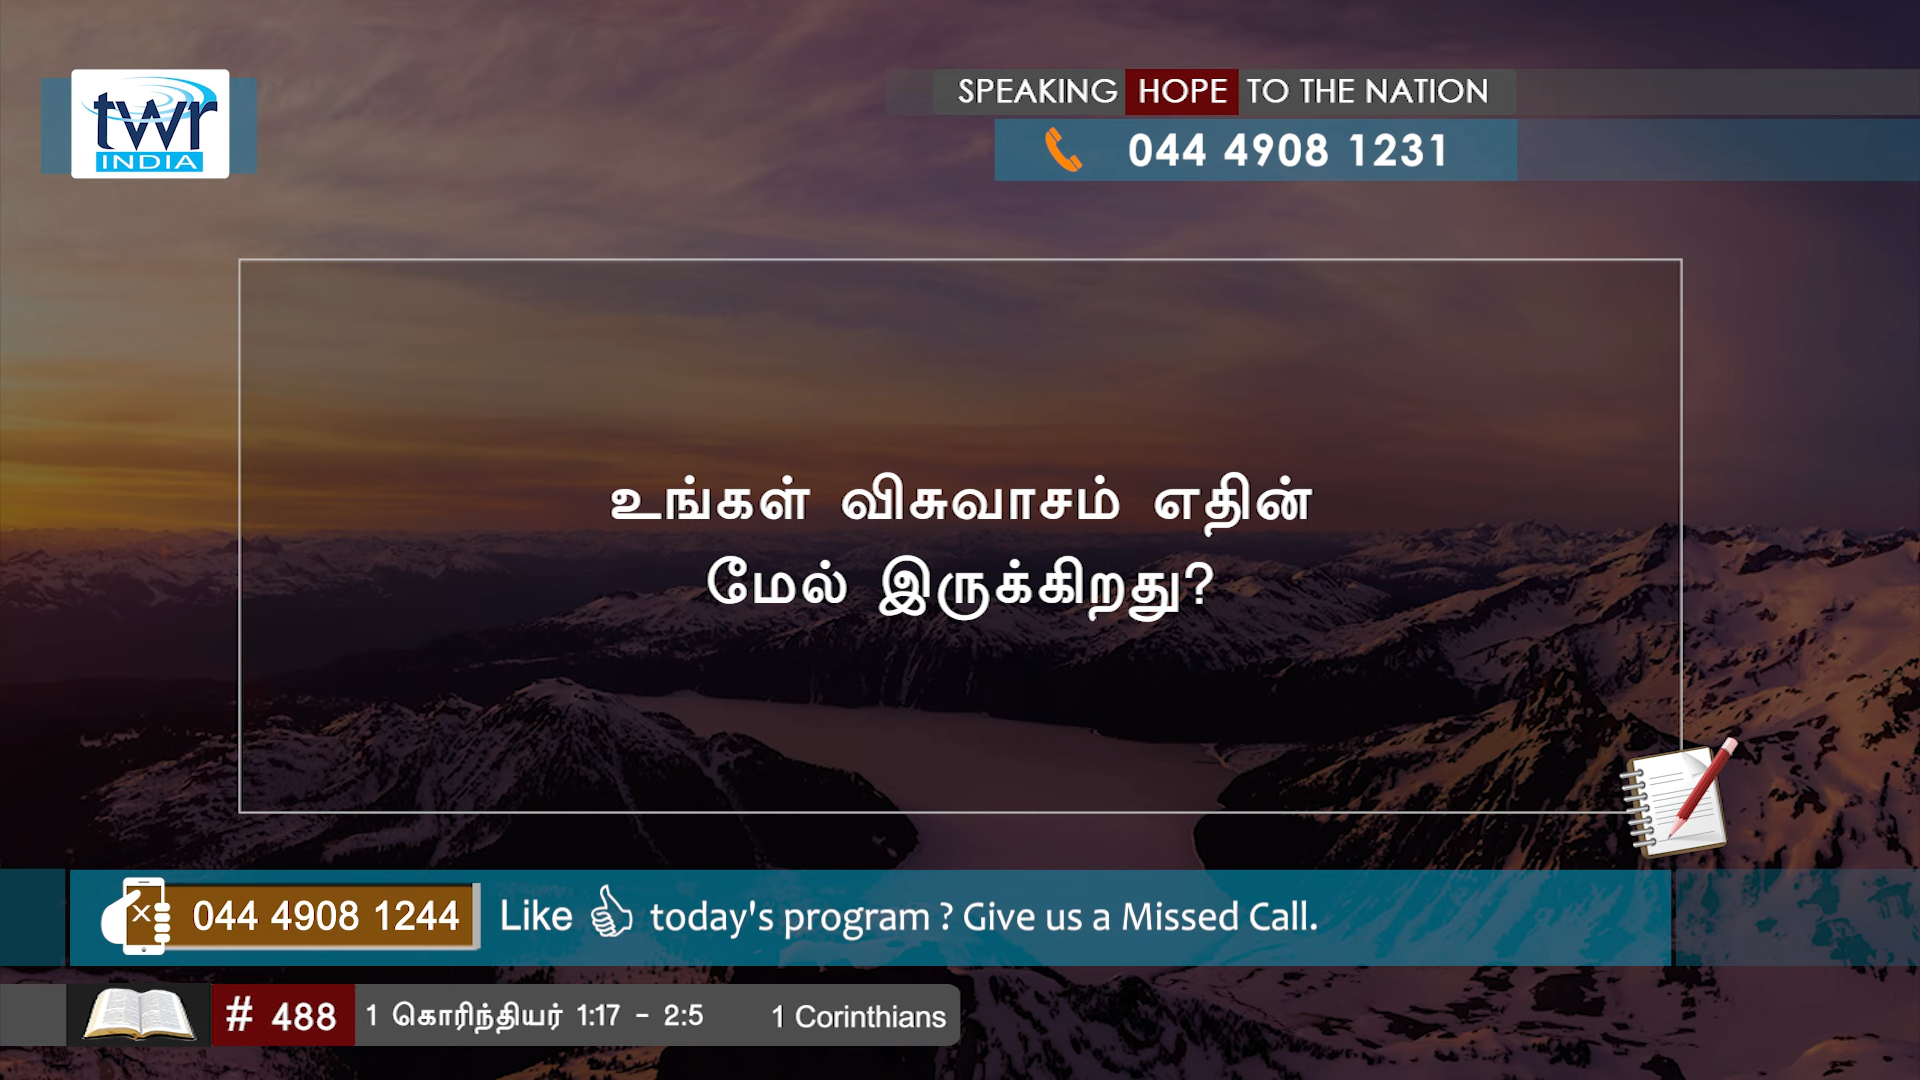 twr
INDIA
SPEAKING HOPE TO THE NATION
044 4908 1231
உங்கள் விசுவாசம் எதின்
மேல் இருக்கிறது?
044 4908 1244 Like today's program ? Give us a Missed Call.
# 488 1 கொரிந்தியர் 1:17 - 2:5 1 Corinthians